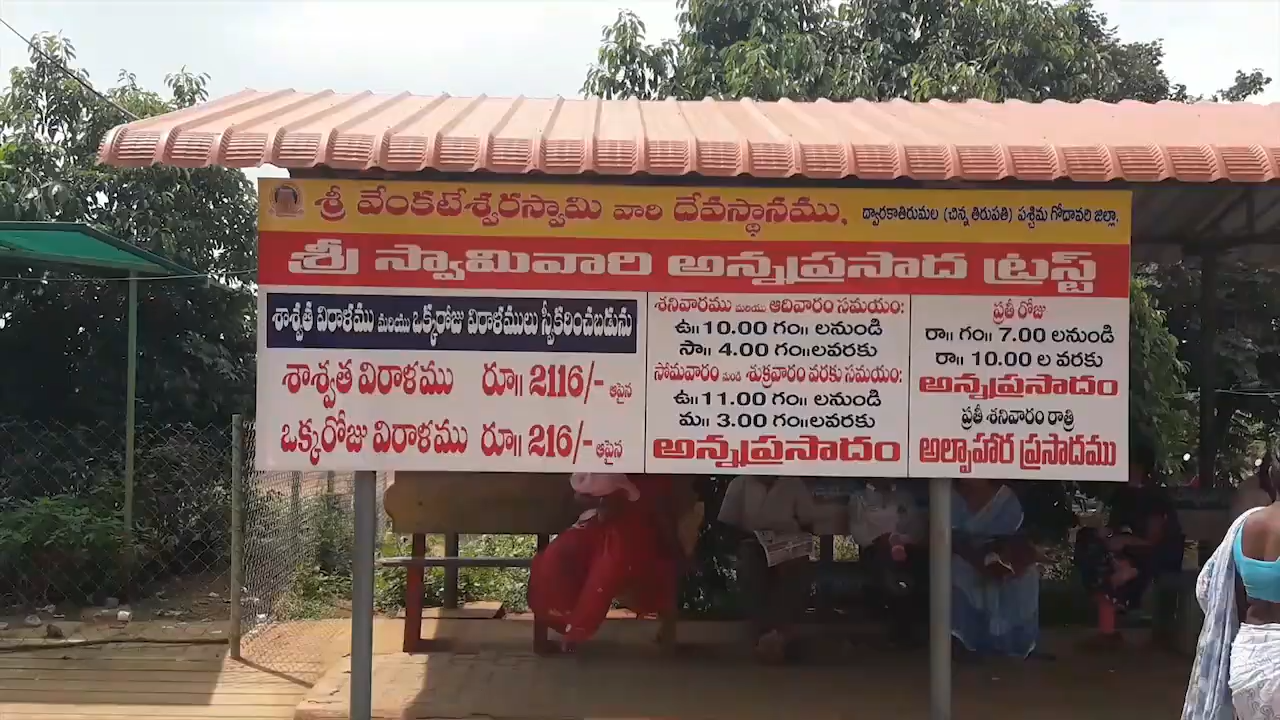 శ్రీ వేంకటేశ్వరస్వామి వారి దేవస్థానము, ద్వారకాతిరుమల (చిన్న తిరుపతి) పశ్చిమ గోదావరి జిల్లా.
శ్రీ స్వామివారి అన్నప్రసాద ట్రస్ట్
శాశ్వత విరాళము మరియు ఒక్కరోజు విరాళములు స్వీకరించబడును
శాశ్వత విరాళము రూ॥ 2116/- ఆపైన
ఒక్కరోజు విరాళము రూ॥ 216/- ఆపైన
శనివారము మరియు ఆదివారం సమయం:
ఉ॥ 10.00 గం॥ లనుండి
సా॥ 4.00 గం॥లవరకు
సోమవారం నుండి శుక్రవారం వరకు సమయం:
ఉ॥ 11.00 గం॥ లనుండి
మ॥ 3.00 గం॥లవరకు
అన్నప్రసాదం
ప్రతీ రోజు
రా॥ గం॥ 7.00 లనుండి
రా॥ 10.00 ల వరకు
అన్నప్రసాదం
ప్రతీ శనివారం రాత్రి
అల్పాహార ప్రసాదము